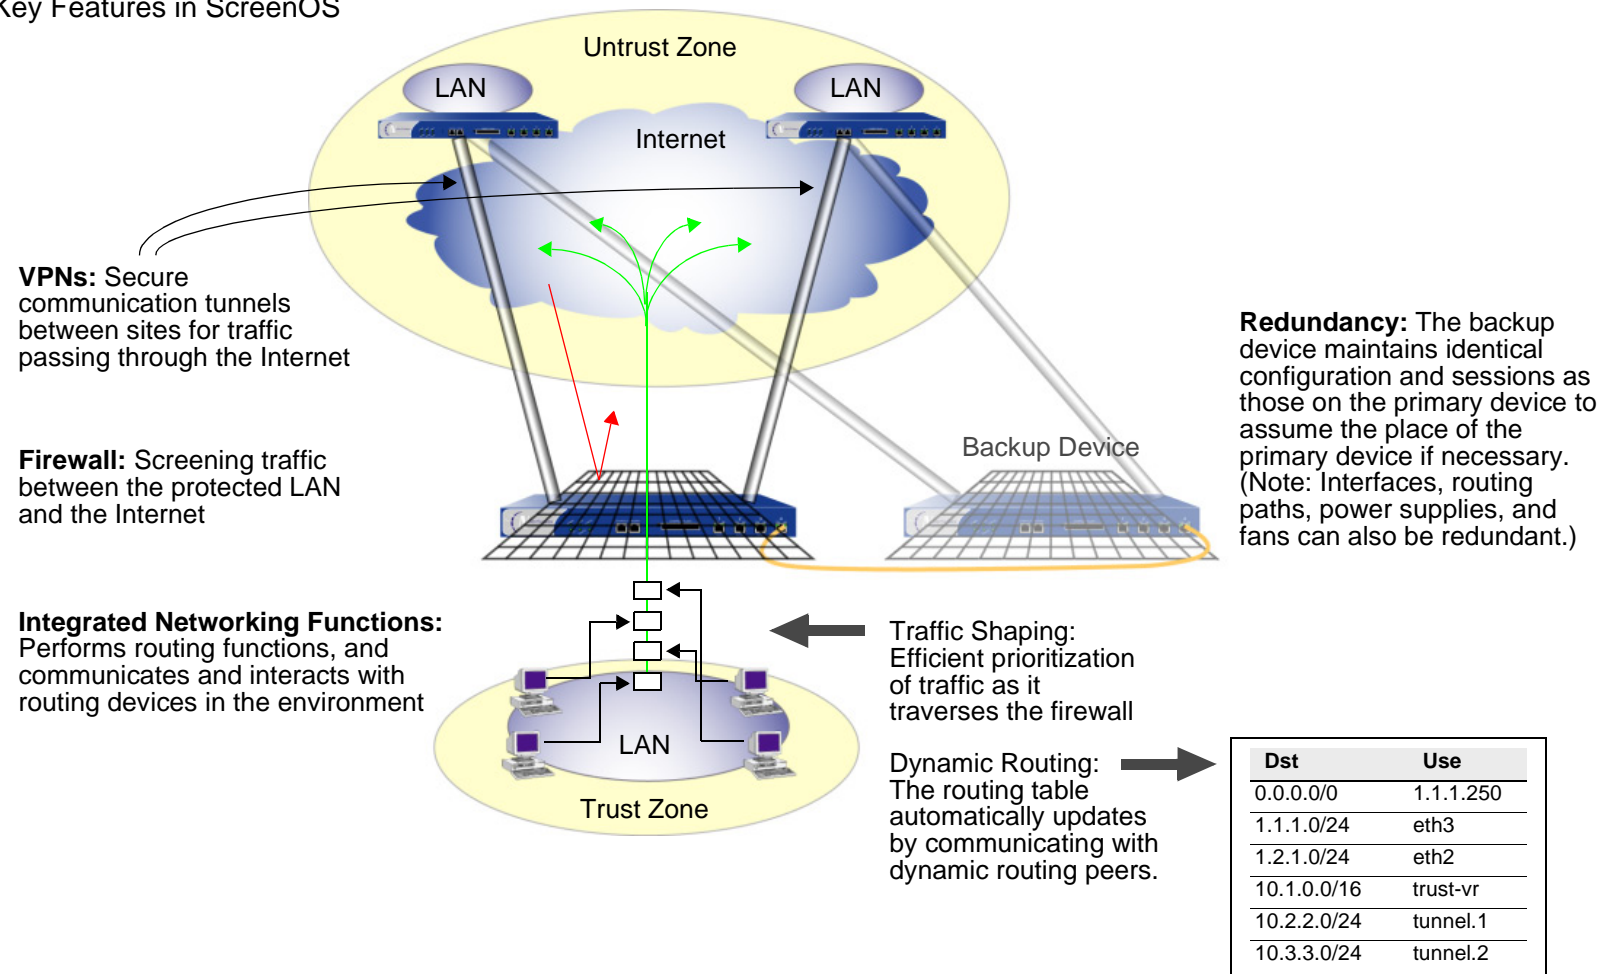 Key Features in ScreenOS
Untrust Zone
LAN
LAN
Internet
VPNs: Secure
communication tunnels
between sites for traffic
passing through the Internet
Redundancy: The backup
device maintains identical
configuration and sessions as
those on the primary device to
assume the place of the
primary device if necessary.
(Note: Interfaces, routing
paths, power supplies, and
fans can also be redundant.)
Backup Device
Firewall: Screening traffic
between the protected LAN
and the Internet
Integrated Networking Functions:
Performs routing functions, and
communicates and interacts with
routing devices in the environment
Traffic Shaping:
Efficient prioritization
of traffic as it
traverses the firewall
LAN
Trust Zone
Dynamic Routing:
The routing table
automatically updates
by communicating with
dynamic routing peers.
Dst Use
0.0.0.0/0 1.1.1.250
1.1.1.0/24 eth3
1.2.1.0/24 eth2
10.1.0.0/16 trust-vr
10.2.2.0/24 tunnel.1
10.3.3.0/24 tunnel.2